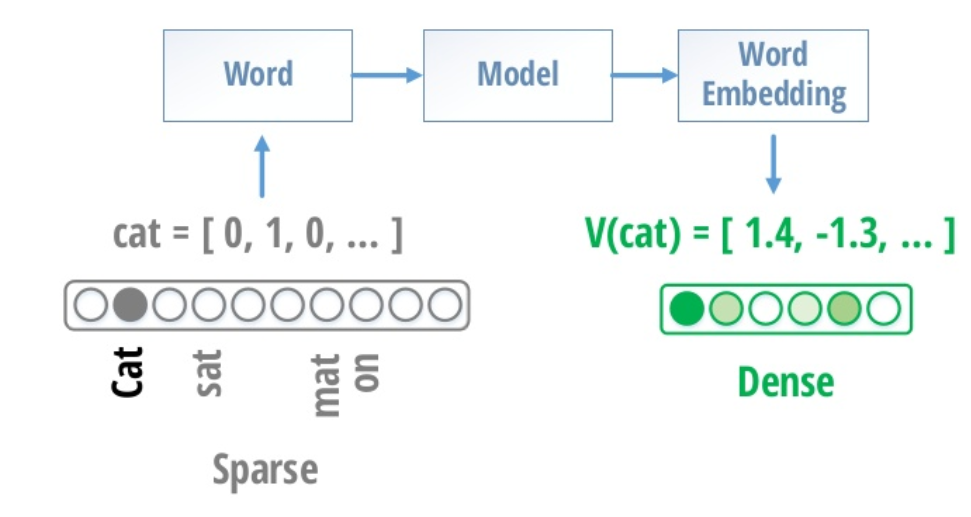 Word
Model
Word
Embedding
cat = [ 0, 1, 0, ... ]
V(cat) = [ 1.4, -1.3, ... ]
Cat
sat
mat
on
Dense
Sparse